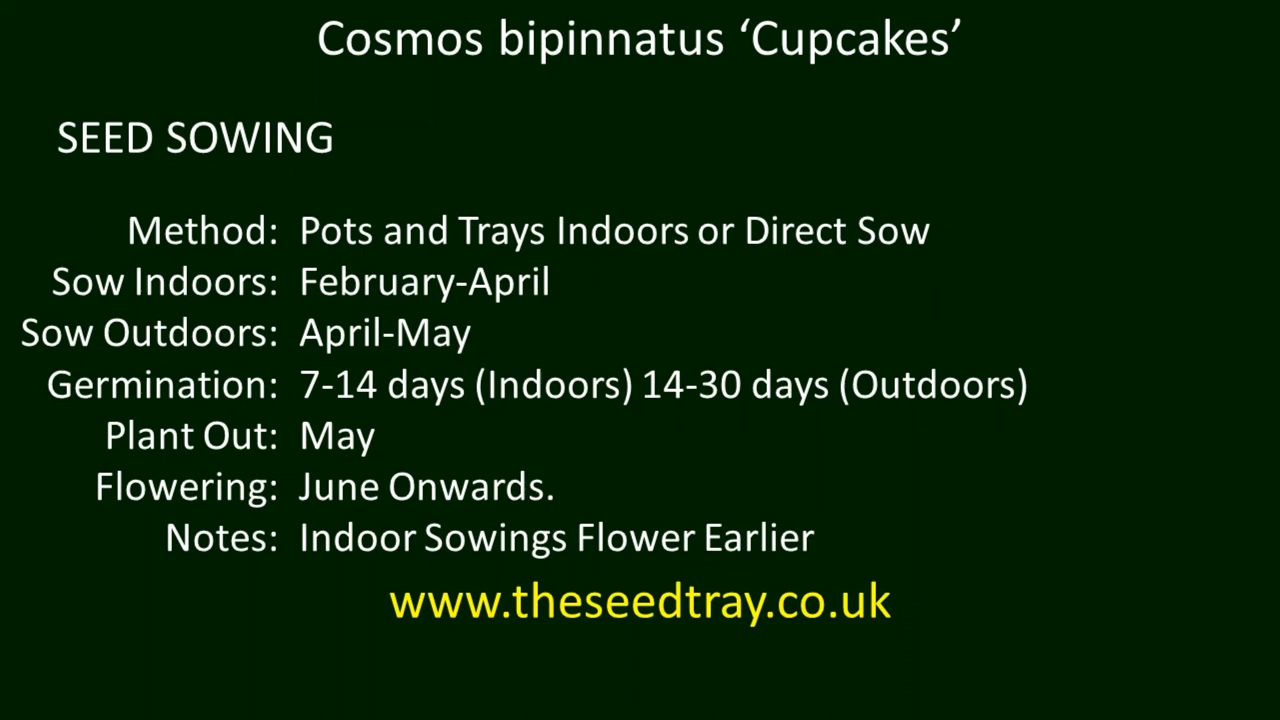 Cosmos bipinnatus ‘Cupcakes’
SEED SOWING
Method: Pots and Trays Indoors or Direct Sow
Sow Indoors: February-April
Sow Outdoors: April-May
Germination: 7-14 days (Indoors) 14-30 days (Outdoors)
Plant Out: May
Flowering: June Onwards.
Notes: Indoor Sowings Flower Earlier
www.theseedtray.co.uk